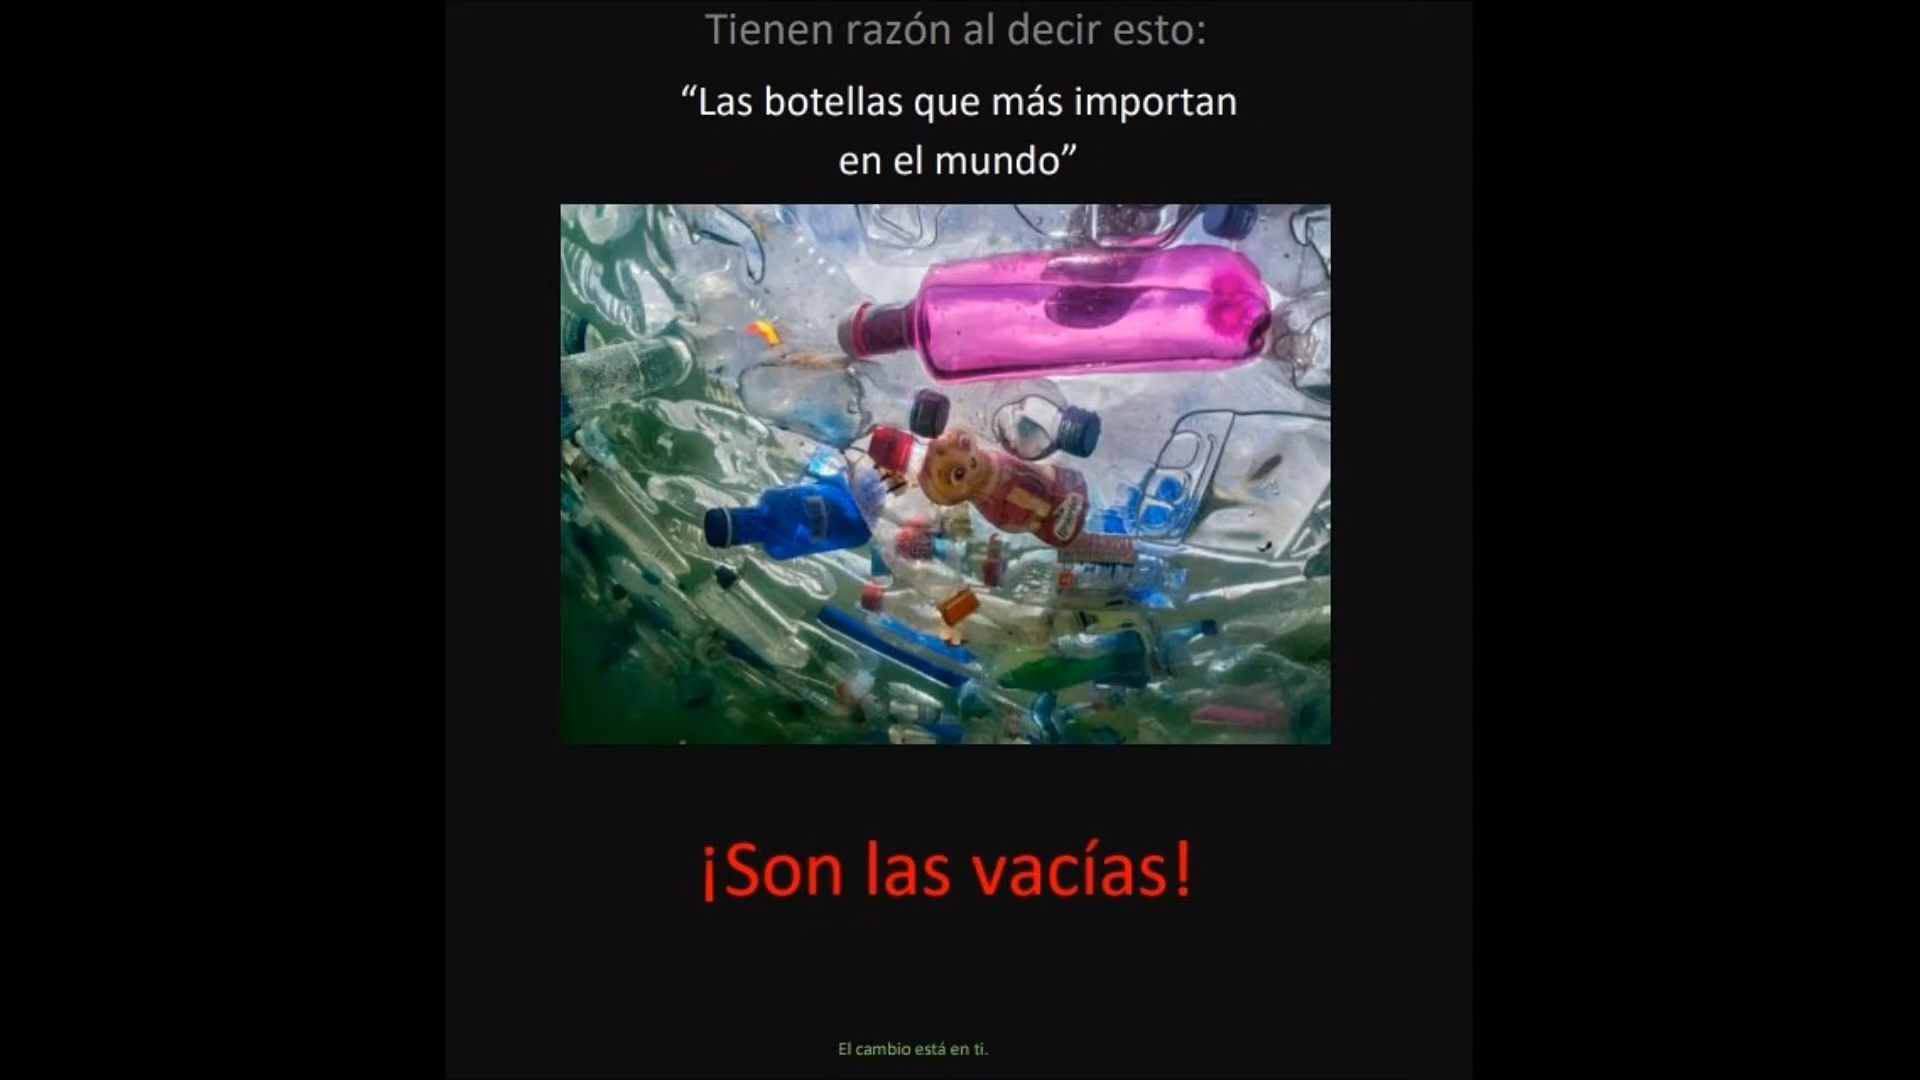 Tienen razón al decir esto:
“Las botellas que más importan
en el mundo”
¡Son las vacías!
El cambio está en ti.